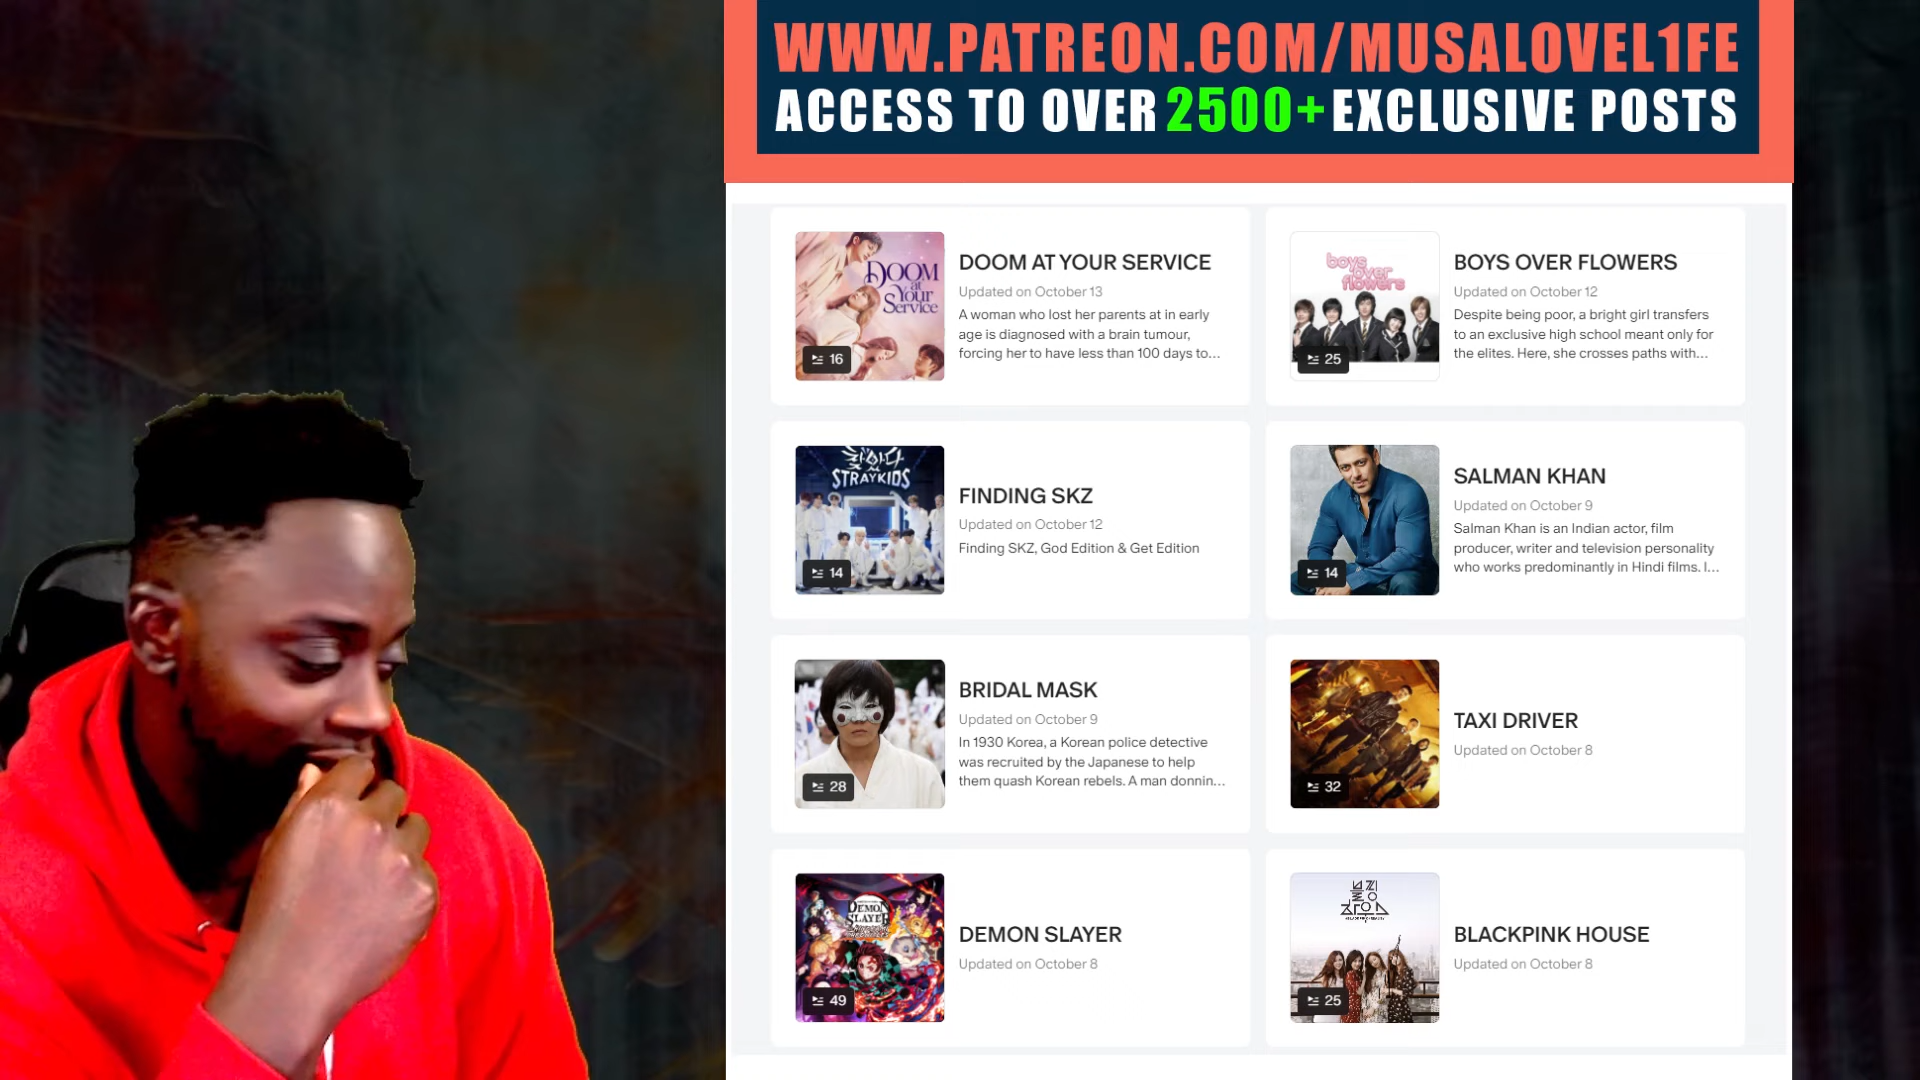 WWW.PATREON.COM/MUSALOVEL1FE
ACCESS TO OVER 2500+ EXCLUSIVE POSTS
DOOM at Your Service
16
DOOM AT YOUR SERVICE
Updated on October 13
A woman who lost her parents at in early
age is diagnosed with a brain tumour,
forcing her to have less than 100 days to...
boys over flowers
25
BOYS OVER FLOWERS
Updated on October 12
Despite being poor, a bright girl transfers
to an exclusive high school meant only for
the elites. Here, she crosses paths with...
찾았다
STRAYKIDS
14
FINDING SKZ
Updated on October 12
Finding SKZ, God Edition & Get Edition
14
SALMAN KHAN
Updated on October 9
Salman Khan is an Indian actor, film
producer, writer and television personality
who works predominantly in Hindi films. I...
28
BRIDAL MASK
Updated on October 9
In 1930 Korea, a Korean police detective
was recruited by the Japanese to help
them quash Korean rebels. A man donnin...
32
TAXI DRIVER
Updated on October 8
DEMON SLAYER
49
DEMON SLAYER
Updated on October 8
25
BLACKPINK HOUSE
Updated on October 8